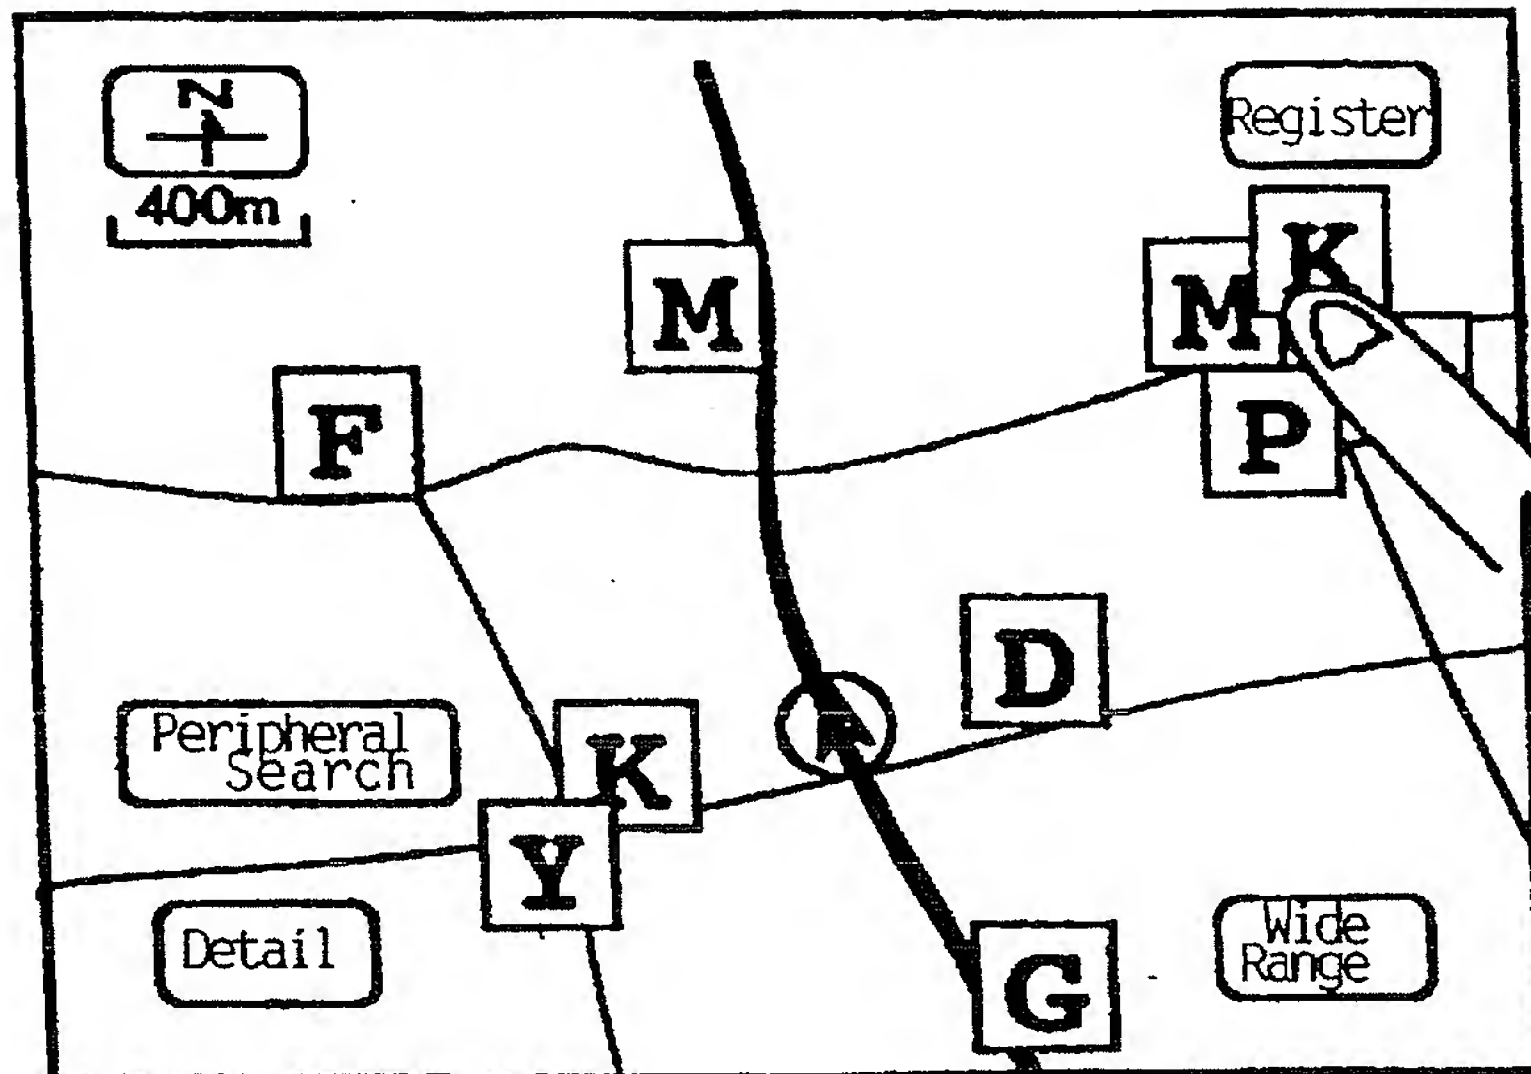 N
400m
Register
K
M
M
P
F
D
Peripheral
Search
K
Y
Detail
Wide
Range
G